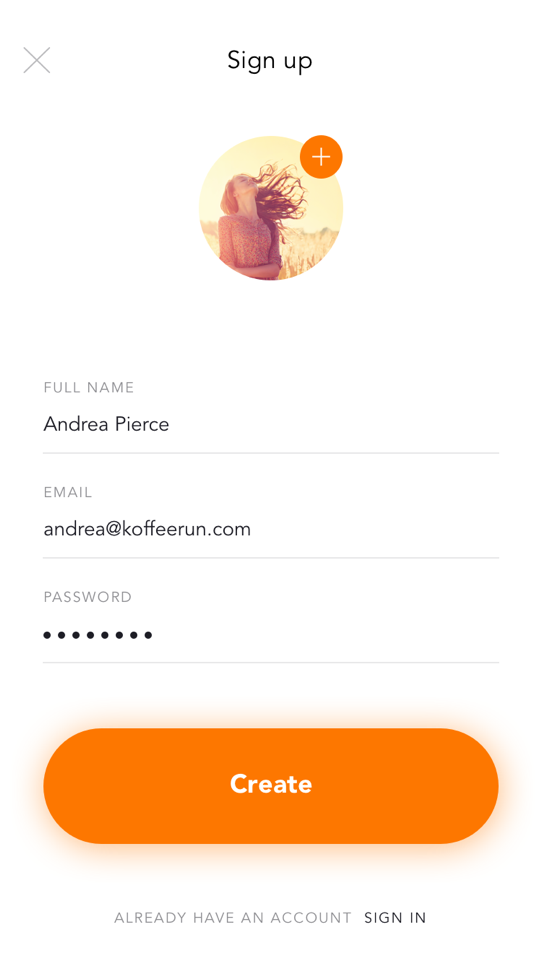 Sign up
FULL NAME
Andrea Pierce
EMAIL
andrea@koffeerun.com
PASSWORD
••••••••
Create
ALREADY HAVE AN ACCOUNT SIGN IN